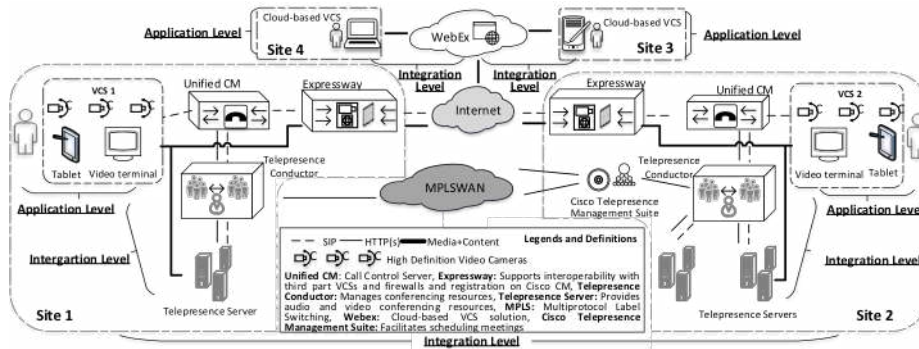 Cloud-based VCS
Application Level
Site 4
WebEx
Cloud-based VCS
Site 3
Application Level
Integration
Level
Integration
Level
Unified CM
Expressway
Internet
Expressway
Unified CM
VCS 1
Tablet
Video terminal
VCS 2
Video terminal
Tablet
Telepresence
Conductor
MPLSWAN
Cisco Telepresence
Management Suite
Telepresence
Conductor
Application Level
Intergartion Level
Telepresence Server
Site 1
Application Level
Integration Level
Telepresence Servers
Site 2
SIP HTTP(s) Media+Content Legends and Definitions
High Definition Video Cameras
Unified CM: Call Control Server, Expressway: Supports interoperability with
third part VCSs and firewalls and registration on Cisco CM, Telepresence
Conductor: Manages conferencing resources, Telepresence Server: Provides
audio and video conferencing resources, MPLS: Multiprotocol Label
Switching, Webex: Cloud-based VCS solution, Cisco Telepresence
Management Suite: Facilitates scheduling meetings
Integration Level